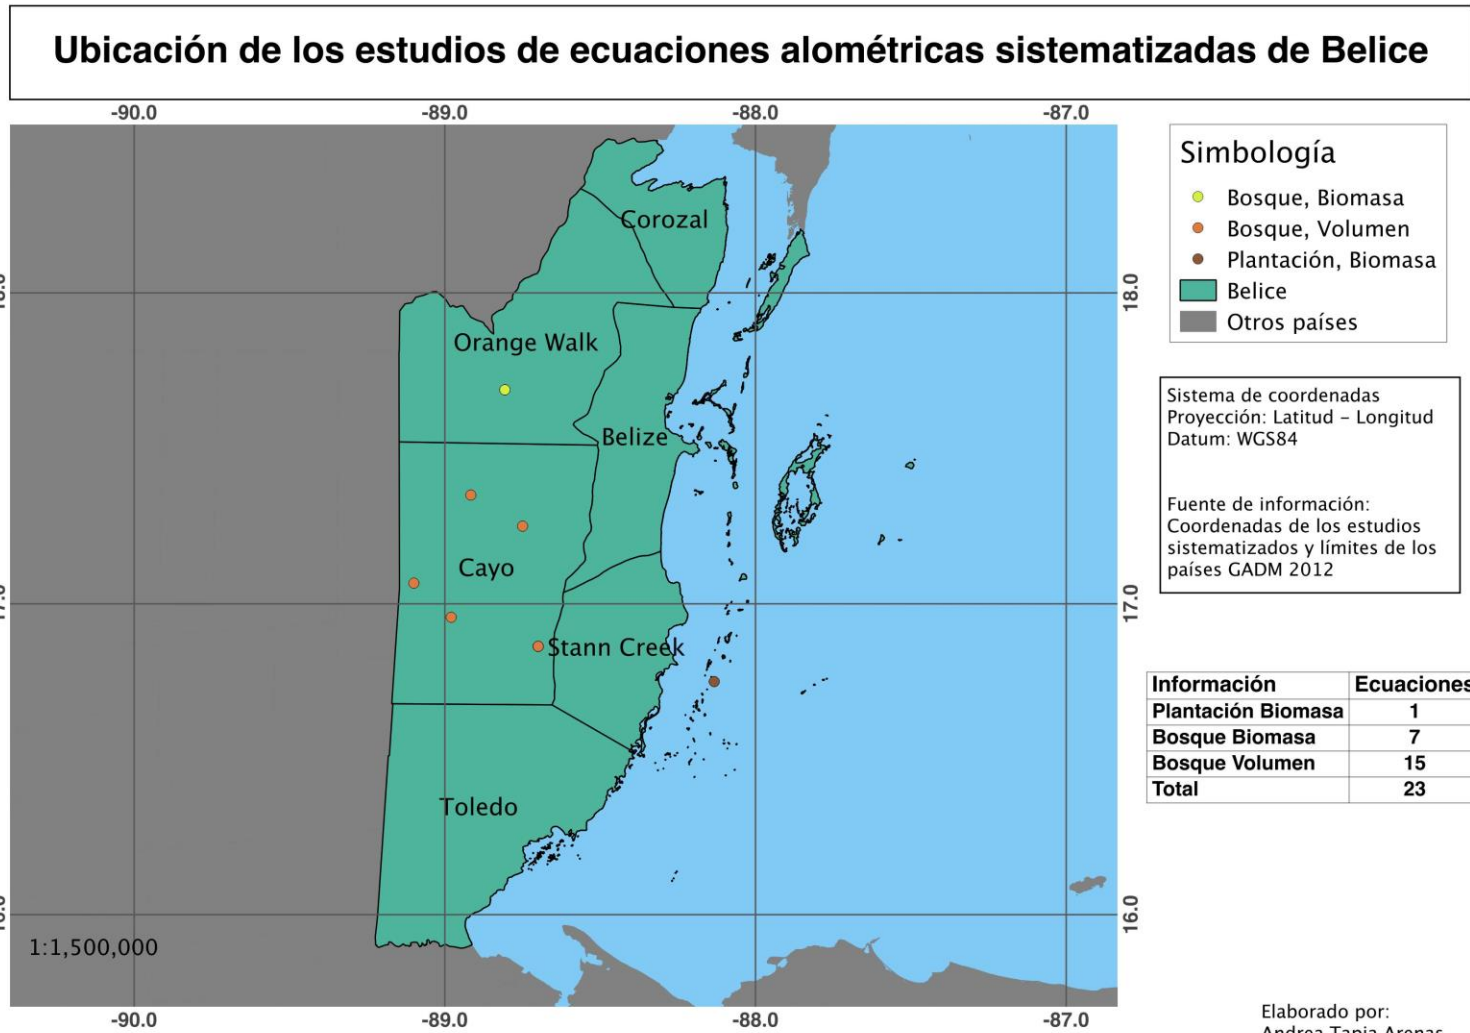 Ubicación de los estudios de ecuaciones alométricas sistematizadas de Belice
-90.0 -89.0 -88.0 -87.0
Simbología
Bosque, Biomasa
Bosque, Volumen
Plantación, Biomasa
Belice
Otros países
Corozal
18.0
Orange Walk
Belize
Sistema de coordenadas
Proyección: Latitud – Longitud
Datum: WGS84
Fuente de información:
Coordenadas de los estudios
sistematizados y límites de los
países GADM 2012
Cayo
17.0
Stann Creek
Información Ecuaciones
Plantación Biomasa 1
Bosque Biomasa 7
Bosque Volumen 15
Total 23
Toledo
16.0
1:1,500,000
-90.0 -89.0 -88.0 -87.0
Elaborado por:
Andrea Tapia Arenas